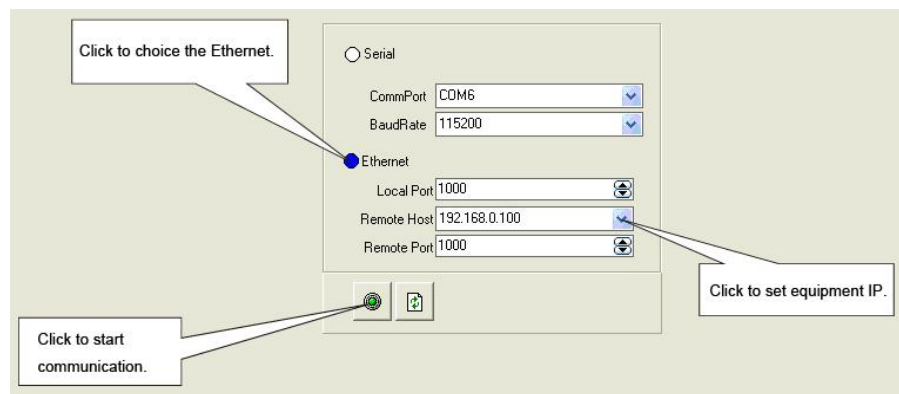 Click to choice the Ethernet.
Serial
CommPort COM6
BaudRate 115200
Ethernet
Local Port 1000
Remote Host 192.168.0.100
Remote Port 1000
Click to set equipment IP.
Click to start
communication.